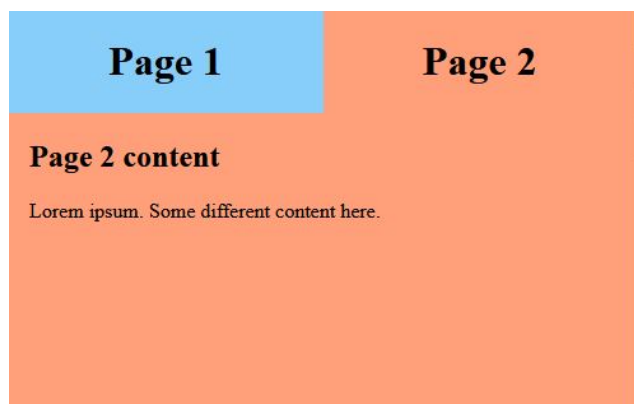 Page 1
Page 2
Page 2 content
Lorem ipsum. Some different content here.